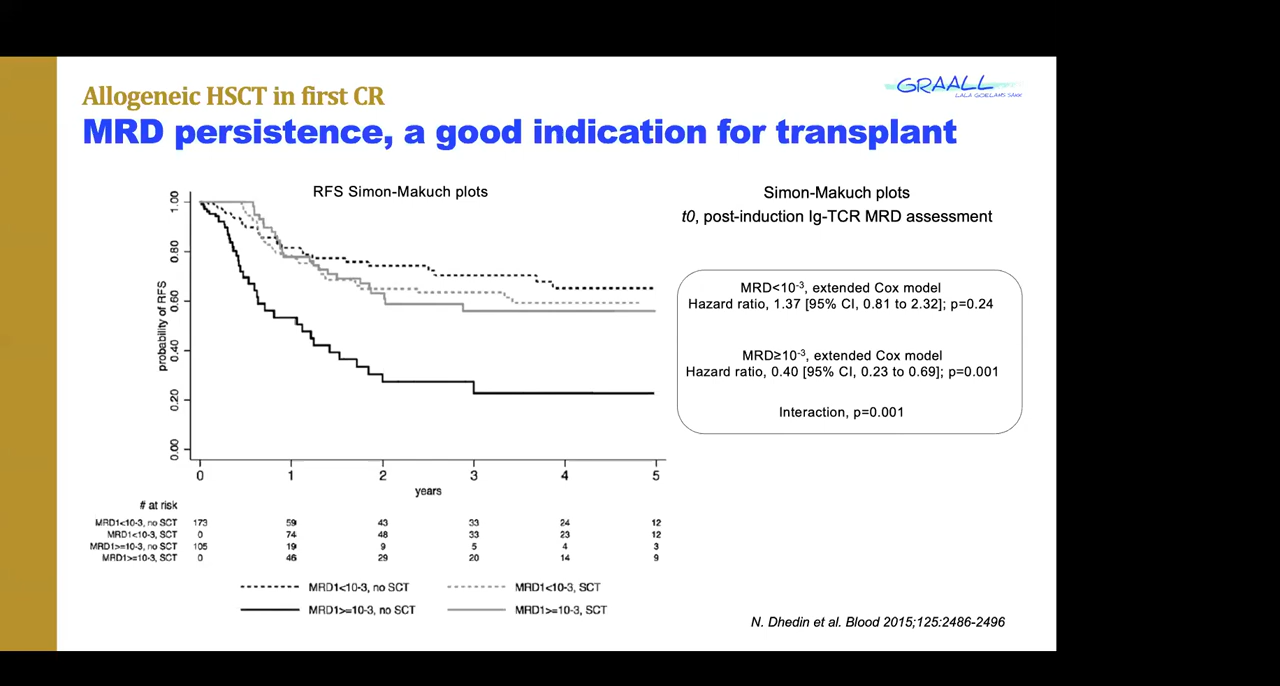 Allogeneic HSCT in first CR
GRAALL
LALA GOELAMS SAKK
MRD persistence, a good indication for transplant
RFS Simon-Makuch plots
Simon-Makuch plots
t0, post-induction Ig-TCR MRD assessment
probability of RFS
1.00
0.80
0.60
0.40
0.20
0.00
0 1 2 3 4 5
years
MRD<10-3, extended Cox model
Hazard ratio, 1.37 [95% CI, 0.81 to 2.32]; p=0.24
MRD≥10-3, extended Cox model
Hazard ratio, 0.40 [95% CI, 0.23 to 0.69]; p=0.001
Interaction, p=0.001
# at risk
MRD1<10-3, no SCT 173 59 43 33 24 12
MRD1<10-3, SCT 0 74 48 33 23 12
MRD1>=10-3, no SCT 105 19 9 5 4 3
MRD1>=10-3, SCT 0 46 29 20 14 9
MRD1<10-3, no SCT MRD1<10-3, SCT
MRD1>=10-3, no SCT MRD1>=10-3, SCT
N. Dhedin et al. Blood 2015;125:2486-2496